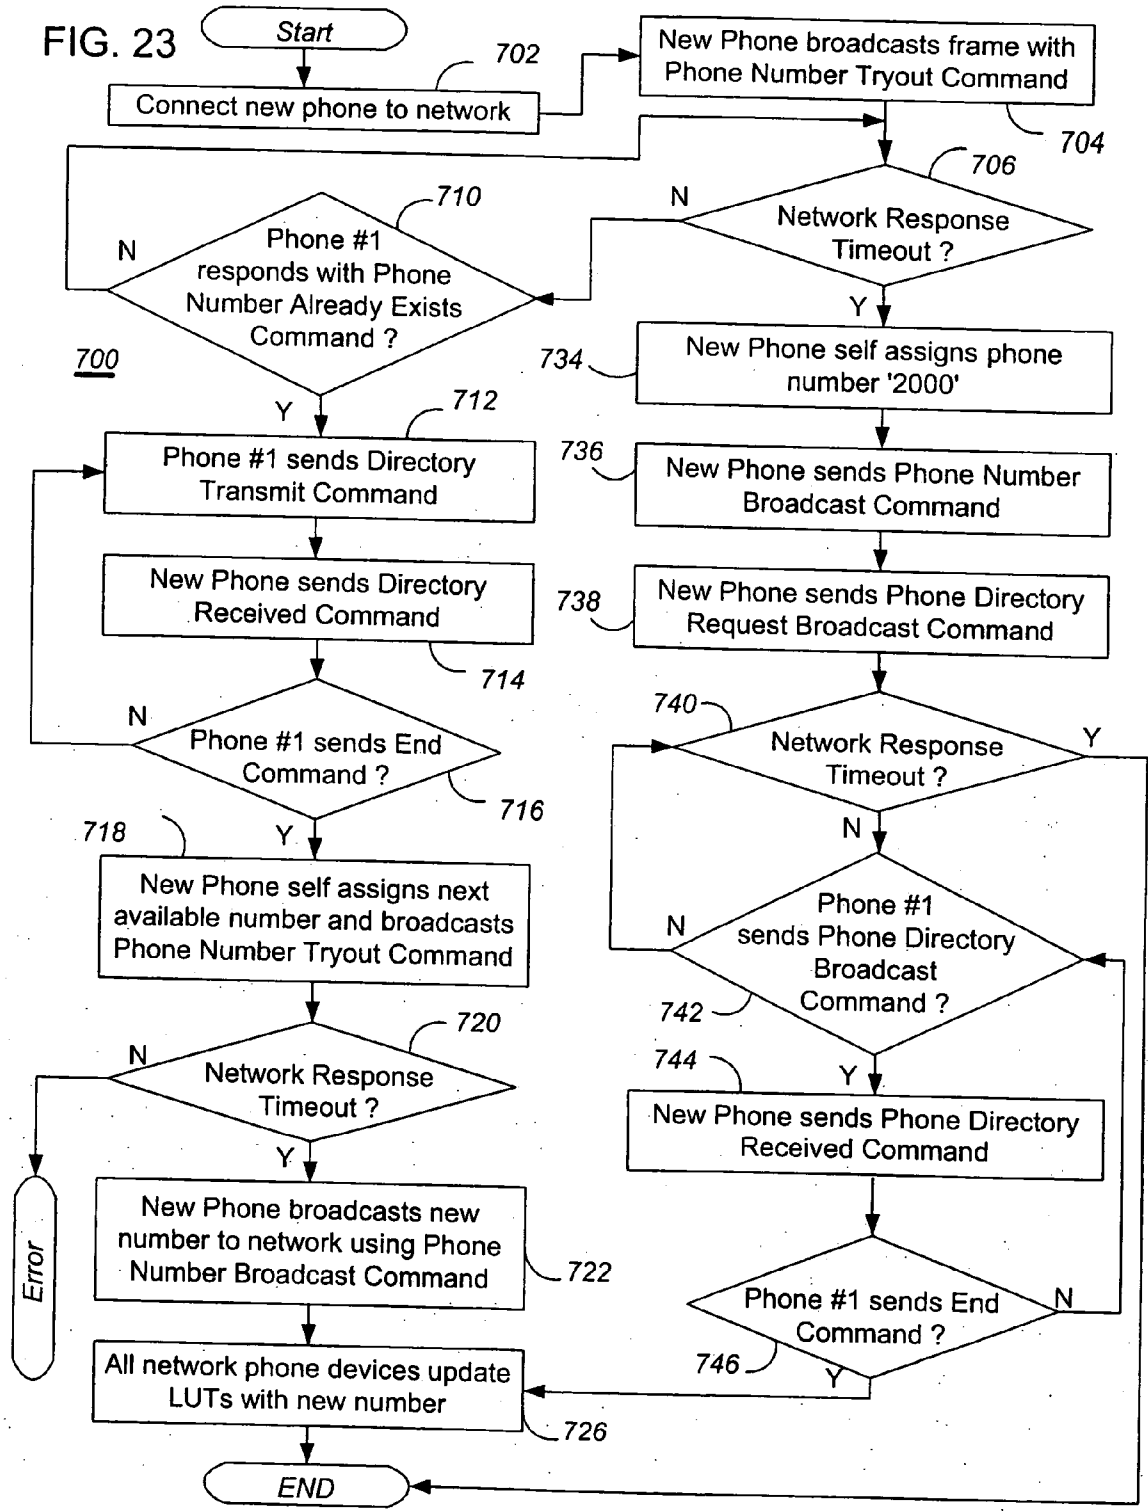 FIG. 23
Start
702
Connect new phone to network
New Phone broadcasts frame with
Phone Number Tryout Command
704
706
Network Response
Timeout ?
N
Y
710
Phone #1
responds with Phone
Number Already Exists
Command ?
N
Y
700
712
Phone #1 sends Directory
Transmit Command
New Phone sends Directory
Received Command
714
Phone #1 sends End
Command ?
N
716
Y
718
New Phone self assigns next
available number and broadcasts
Phone Number Tryout Command
720
Network Response
Timeout ?
N
Y
Error
New Phone broadcasts new
number to network using Phone
Number Broadcast Command
722
All network phone devices update
LUTs with new number
726
END
734
New Phone self assigns phone
number '2000'
736
New Phone sends Phone Number
Broadcast Command
738
New Phone sends Phone Directory
Request Broadcast Command
740
Network Response
Timeout ?
Y
N
Phone #1
sends Phone Directory
Broadcast
Command ?
N
742
Y
744
New Phone sends Phone Directory
Received Command
Phone #1 sends End
Command ?
N
746
Y